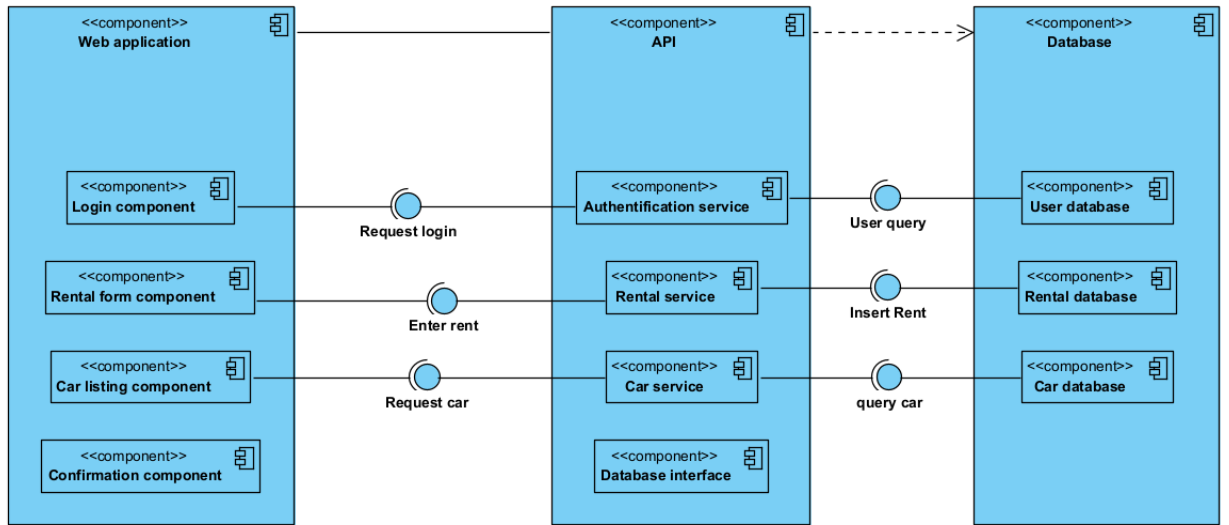 <<component>>
Web application
<<component>>
API
<<component>>
Database
<<component>>
Login component
Request login
<<component>>
Authentification service
User query
<<component>>
User database
<<component>>
Rental form component
Enter rent
<<component>>
Rental service
Insert Rent
<<component>>
Rental database
<<component>>
Car listing component
Request car
<<component>>
Car service
query car
<<component>>
Car database
<<component>>
Confirmation component
<<component>>
Database interface